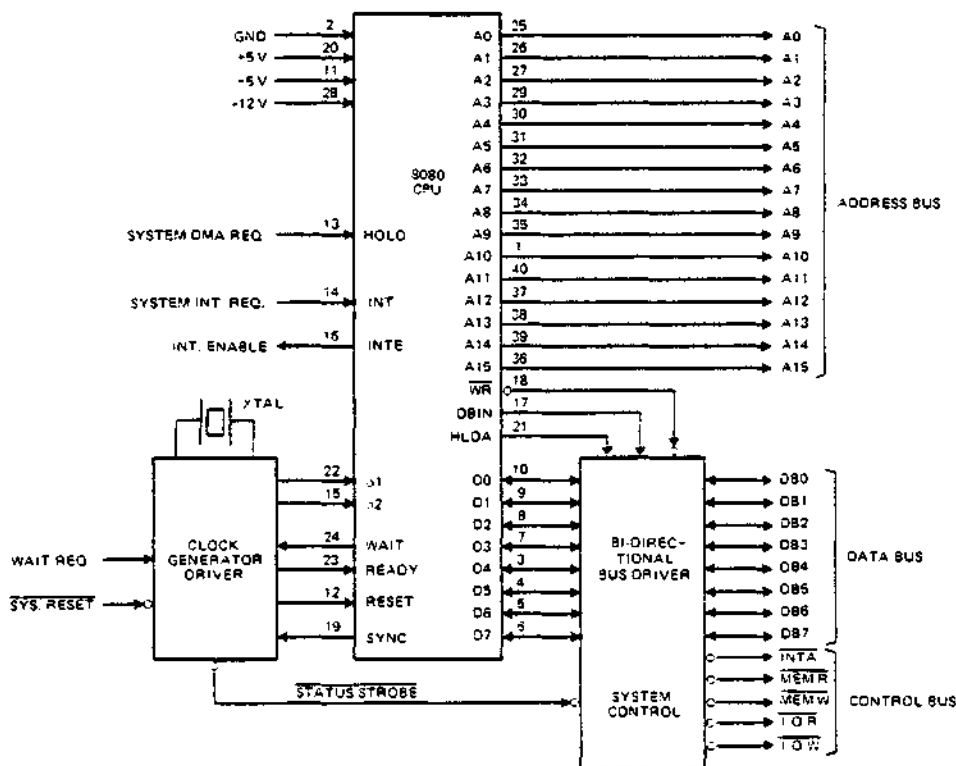 GND 2
+5V 20
-5V 11
-12V 28
SYSTEM DMA REQ 13 HOLD
SYSTEM INT. REQ. 14 INT
INT. ENABLE 16 INTE
8080
CPU
A0 25 A0
A1 26 A1
A2 27 A2
A3 29 A3
A4 30 A4
A5 31 A5
A6 32 A6
A7 33 A7
A8 34 A8
A9 35 A9
A10 1 A10
A11 40 A11
A12 37 A12
A13 38 A13
A14 39 A14
A15 36 A15
ADDRESS BUS
WR 18
DBIN 17
HLDA 21
XTAL
CLOCK
GENERATOR
DRIVER
WAIT REQ
SYS. RESET
22 ϕ1
15 ϕ2
24 WAIT
23 READY
12 RESET
19 SYNC
STATUS STROBE
D0 10 DB0
D1 9 DB1
D2 8 DB2
D3 7 DB3
D4 3 DB4
D5 4 DB5
D6 5 DB6
D7 6 DB7
DATA BUS
BI-DIREC-
TIONAL
BUS DRIVER
SYSTEM
CONTROL
INTA
MEM R
MEM W
I O R
I O W
CONTROL BUS